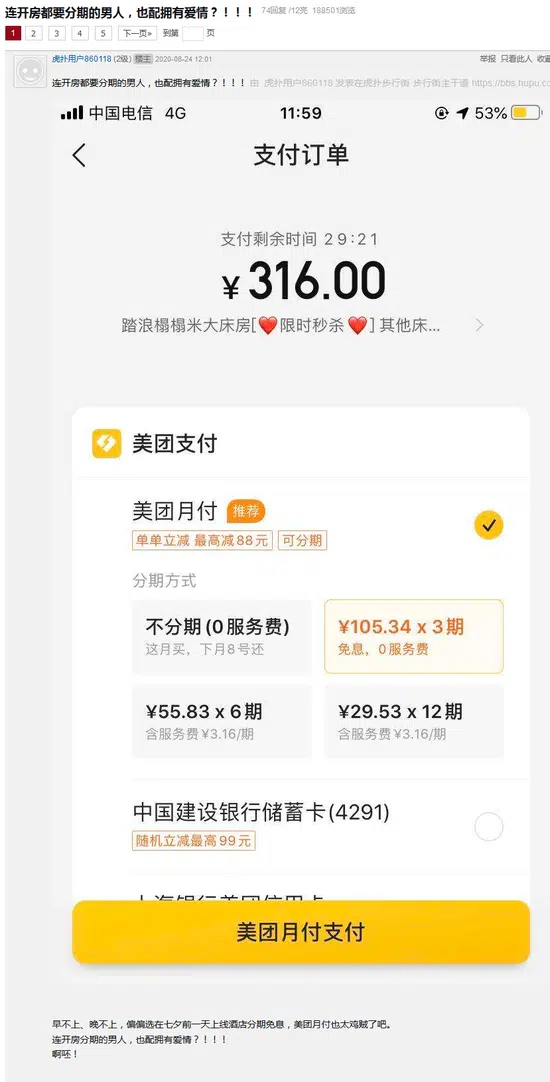 连开房都要分期的男人，也配拥有爱情？！！！ 74回复 /12亮 188501浏览
1 2 3 4 5 下一页» 到第 页
虎扑用户860118 (2级) 楼主 2020-08-24 12:01 举报 只看此人 收藏
连开房都要分期的男人，也配拥有爱情？！！！ 由 虎扑用户860118 发表在虎扑步行街·步行街主干道 https://bbs.hupu.co
中国电信 4G 11:59 53%
支付订单
支付剩余时间 29:21
¥316.00
踏浪榻榻米大床房[❤限时秒杀❤] 其他床...
美团支付
美团月付 推荐
单单立减 最高减88元 可分期
分期方式
不分期 (0服务费) ¥105.34 x 3期
这月买，下月8号还 免息，0服务费
¥55.83 x 6期 ¥29.53 x 12期
含服务费 ¥3.16/期 含服务费 ¥3.16/期
中国建设银行储蓄卡(4291)
随机立减最高99元
上海银行美团信用卡
美团月付支付
早不上、晚不上，偏偏选在七夕前一天上线酒店分期免息，美团月付也太鸡贼了吧。
连开房分期的男人，也配拥有爱情？！！！
啊呸！